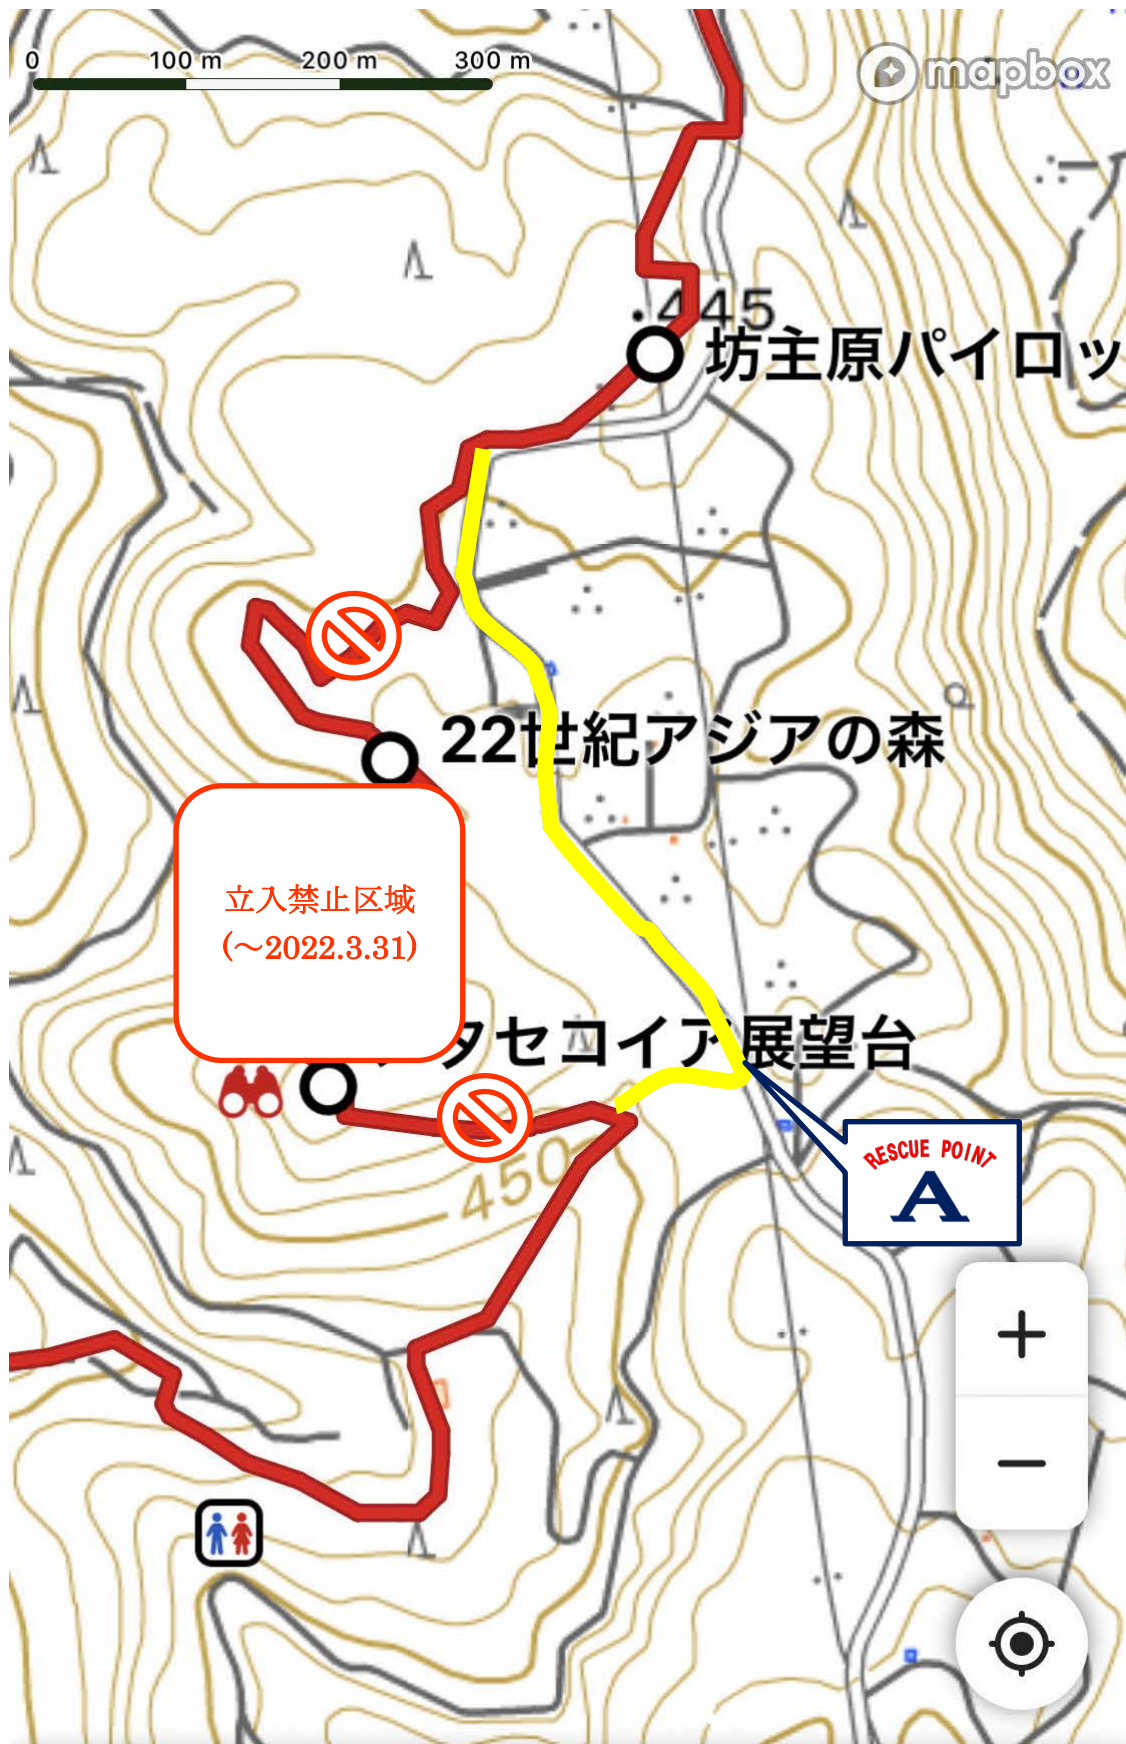 0 100 m 200 m 300 m
mapbox
.445
坊主原パイロッ
22世紀アジアの森
立入禁止区域
(～2022.3.31)
タセコイア展望台
450
RESCUE POINT
A
+
−